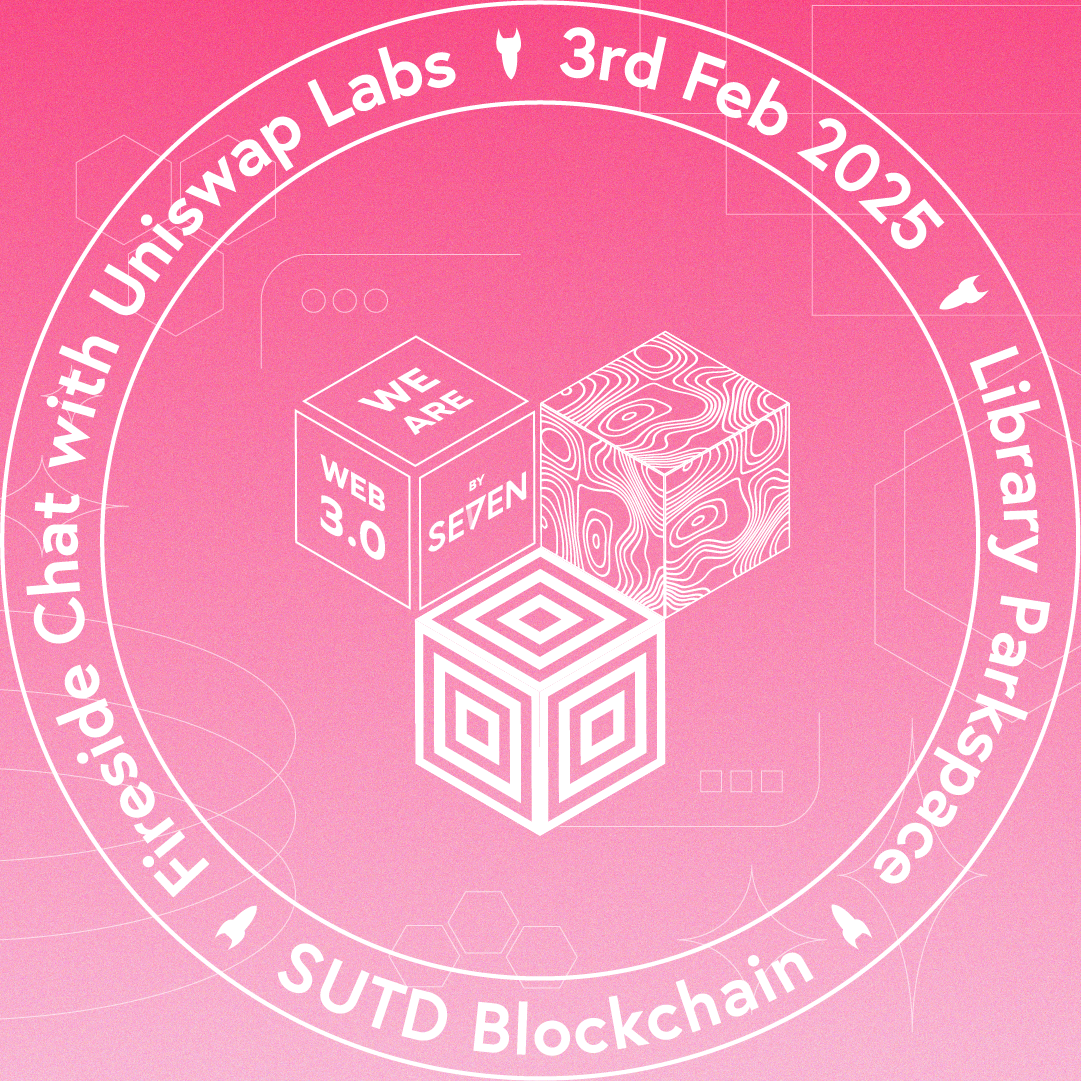 Fireside Chat with Uniswap Labs
3rd Feb 2025
Library Parkspace
SUTD Blockchain
WE
ARE
WEB
3.0
BY
SEVEN